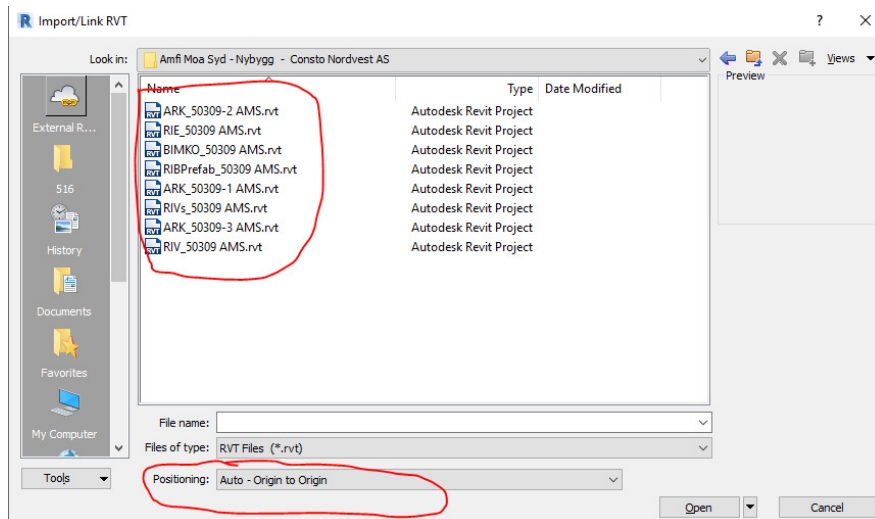 Import/Link RVT
Look in: Amfi Moa Syd - Nybygg - Consto Nordvest AS Views
Name Type Date Modified Preview
ARK_50309-2 AMS.rvt Autodesk Revit Project
RIE_50309 AMS.rvt Autodesk Revit Project
BIMKO_50309 AMS.rvt Autodesk Revit Project
RIBPrefab_50309 AMS.rvt Autodesk Revit Project
ARK_50309-1 AMS.rvt Autodesk Revit Project
RIVs_50309 AMS.rvt Autodesk Revit Project
ARK_50309-3 AMS.rvt Autodesk Revit Project
RIV_50309 AMS.rvt Autodesk Revit Project
External R...
516
History
Documents
Favorites
My Computer
File name:
Files of type: RVT Files (*.rvt)
Tools Positioning: Auto - Origin to Origin
Open Cancel